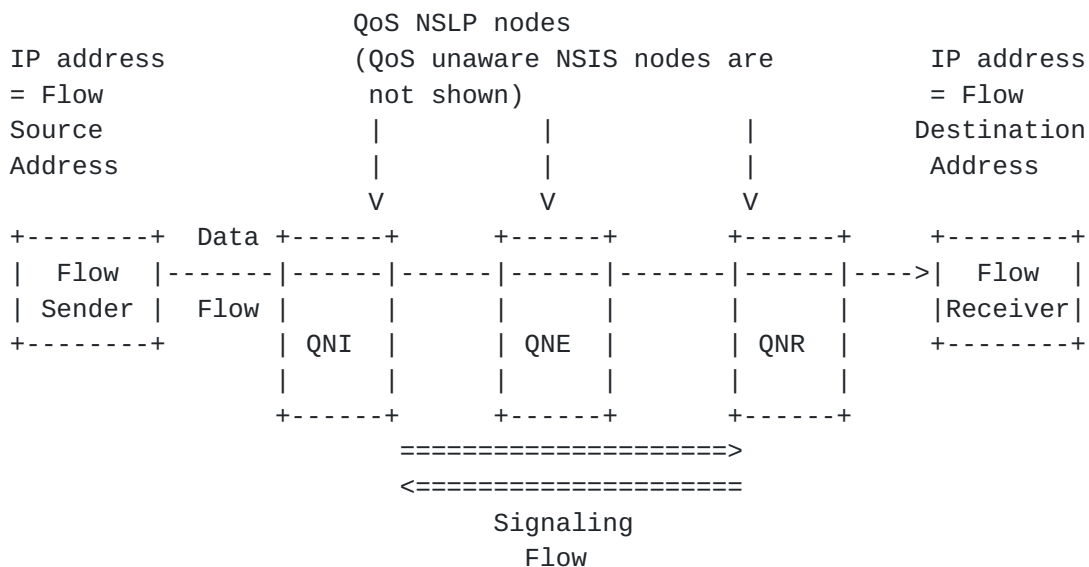 QoS NSLP nodes
IP address            (QoS unaware NSIS nodes are          IP address
= Flow                 not shown)                          = Flow
Source                 |          |            |          Destination
Address                |          |            |           Address
                       V          V            V
+--------+  Data +------+      +------+       +------+     +--------+
|  Flow  |-------|------|------|------|-------|------|---->|  Flow  |
| Sender |  Flow |      |      |      |       |      |     |Receiver|
+--------+       | QNI  |      | QNE  |       | QNR  |     +--------+
                 |      |      |      |       |      |
                 +------+      +------+       +------+
                         =====================>
                         <=====================
                               Signaling
                                 Flow